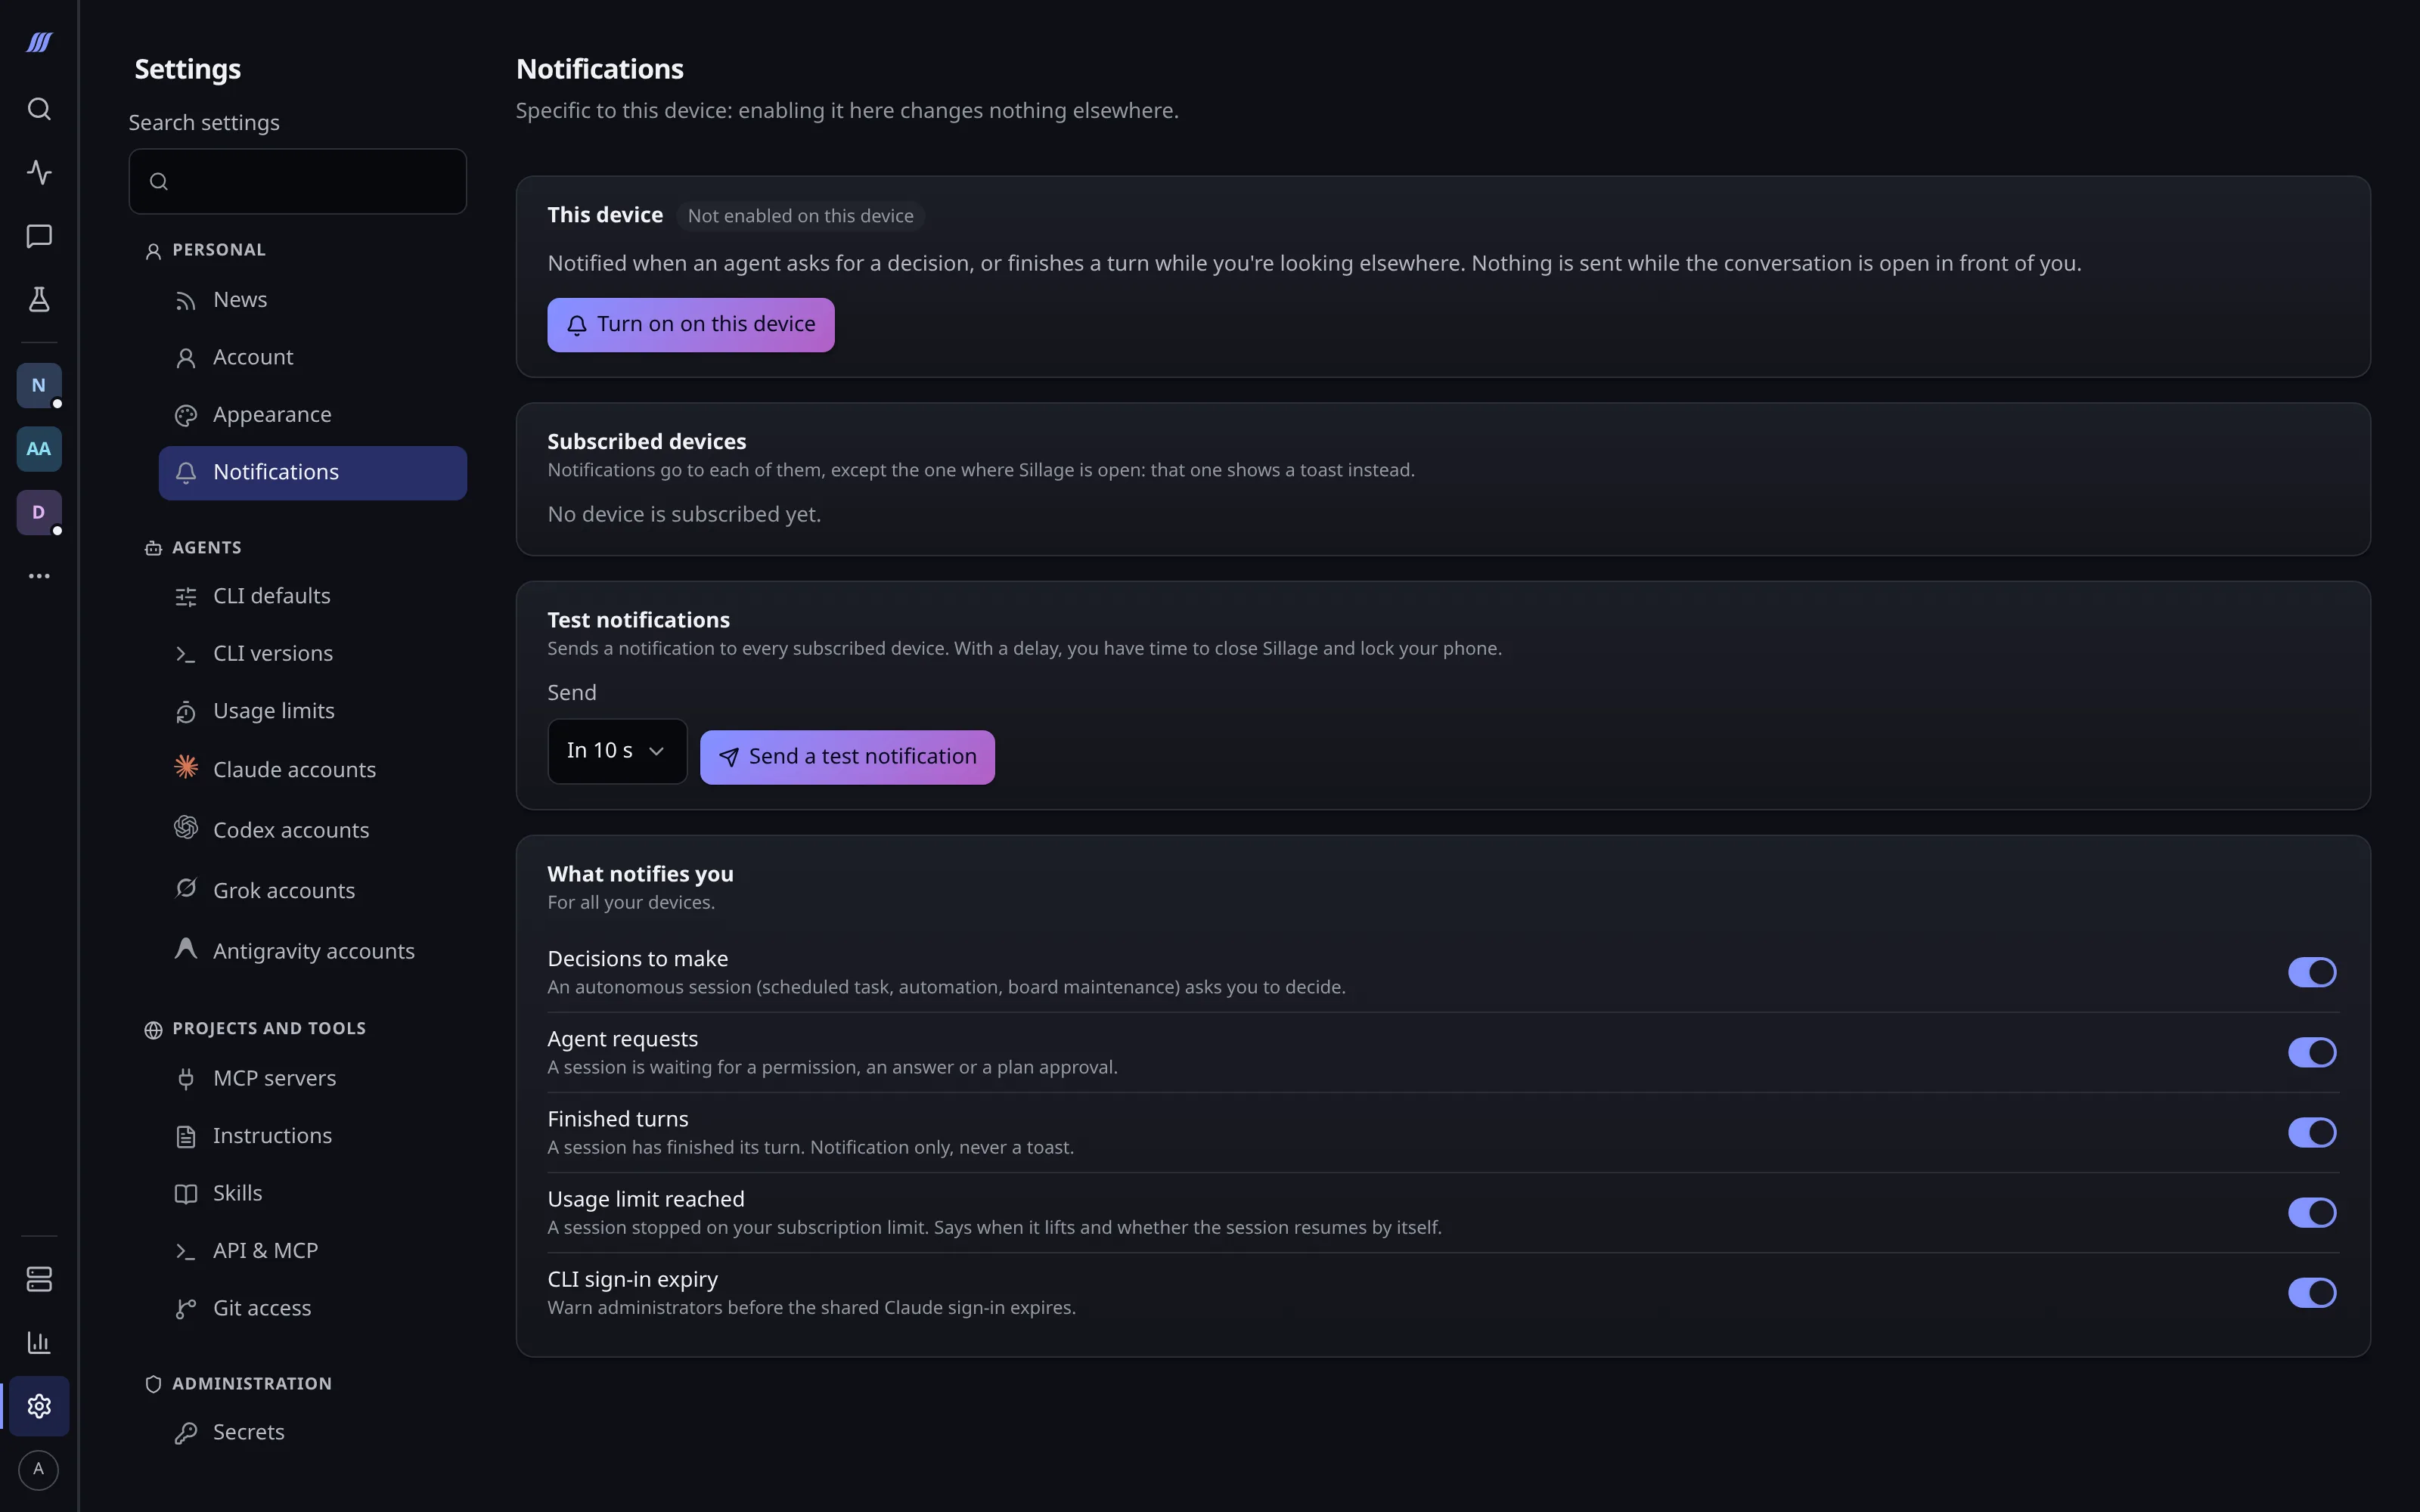 Settings
Search settings
PERSONAL
News
Account
Appearance
Notifications
AGENTS
CLI defaults
CLI versions
Usage limits
Claude accounts
Codex accounts
Grok accounts
Antigravity accounts
PROJECTS AND TOOLS
MCP servers
Instructions
Skills
API & MCP
Git access
ADMINISTRATION
Secrets
N
AA
D
A
Notifications
Specific to this device: enabling it here changes nothing elsewhere.
This device Not enabled on this device
Notified when an agent asks for a decision, or finishes a turn while you're looking elsewhere. Nothing is sent while the conversation is open in front of you.
Turn on on this device
Subscribed devices
Notifications go to each of them, except the one where Sillage is open: that one shows a toast instead.
No device is subscribed yet.
Test notifications
Sends a notification to every subscribed device. With a delay, you have time to close Sillage and lock your phone.
Send
In 10 s Send a test notification
What notifies you
For all your devices.
Decisions to make
An autonomous session (scheduled task, automation, board maintenance) asks you to decide.
Agent requests
A session is waiting for a permission, an answer or a plan approval.
Finished turns
A session has finished its turn. Notification only, never a toast.
Usage limit reached
A session stopped on your subscription limit. Says when it lifts and whether the session resumes by itself.
CLI sign-in expiry
Warn administrators before the shared Claude sign-in expires.